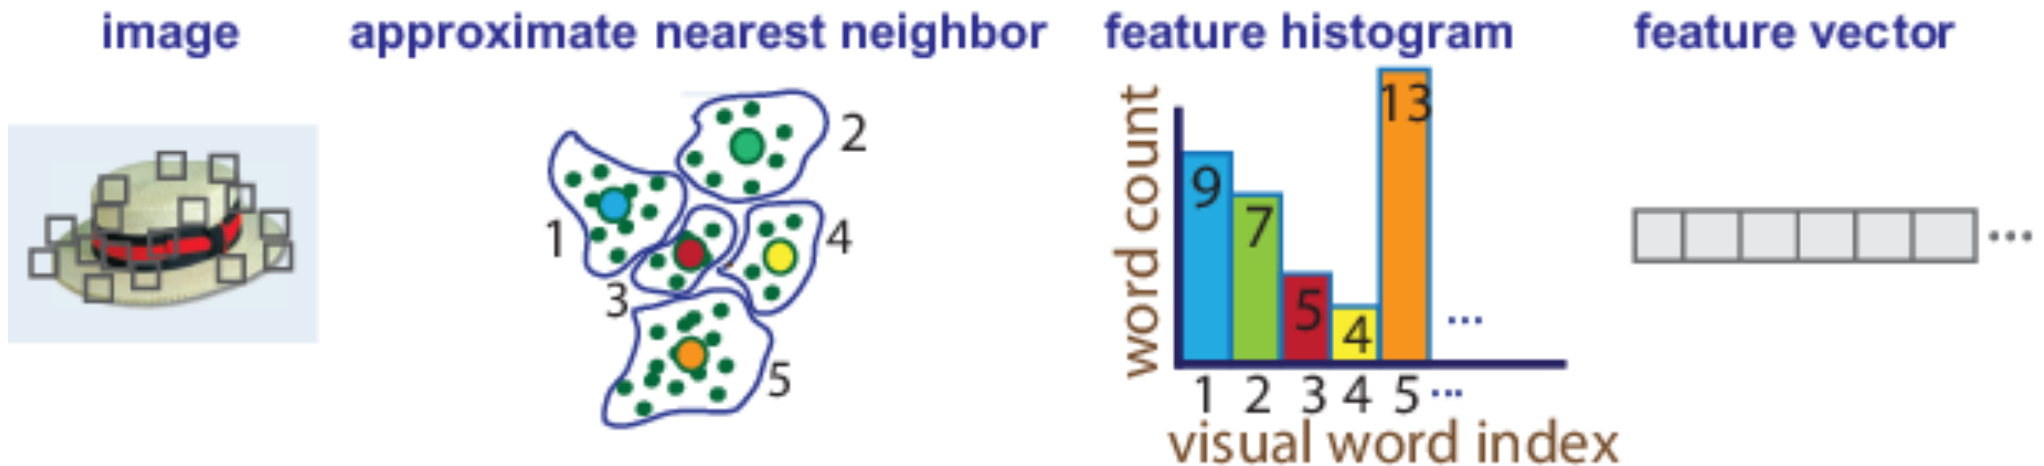 image
approximate nearest neighbor
feature histogram
feature vector
1
2
3
4
5
word count
9
7
5
4
13
...
1 2 3 4 5 ...
visual word index
...